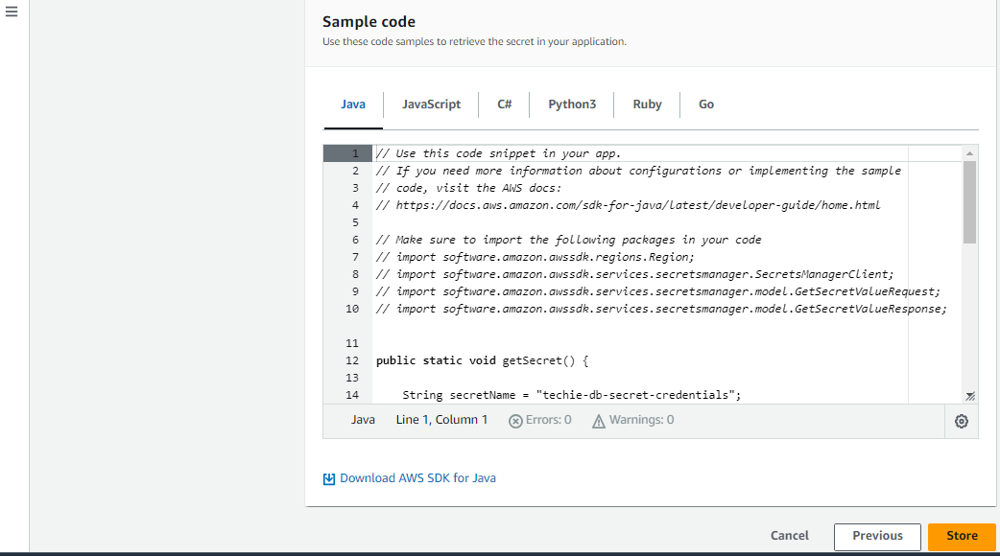 Sample code
Use these code samples to retrieve the secret in your application.
Java JavaScript C# Python3 Ruby Go
1 // Use this code snippet in your app.
2 // If you need more information about configurations or implementing the sample
3 // code, visit the AWS docs:
4 // https://docs.aws.amazon.com/sdk-for-java/latest/developer-guide/home.html
5
6 // Make sure to import the following packages in your code
7 // import software.amazon.awssdk.regions.Region;
8 // import software.amazon.awssdk.services.secretsmanager.SecretsManagerClient;
9 // import software.amazon.awssdk.services.secretsmanager.model.GetSecretValueRequest;
10 // import software.amazon.awssdk.services.secretsmanager.model.GetSecretValueResponse;
11
12 public static void getSecret() {
13
14 String secretName = "techie-db-secret-credentials";
Java Line 1, Column 1 Errors: 0 Warnings: 0
Download AWS SDK for Java
Cancel Previous Store